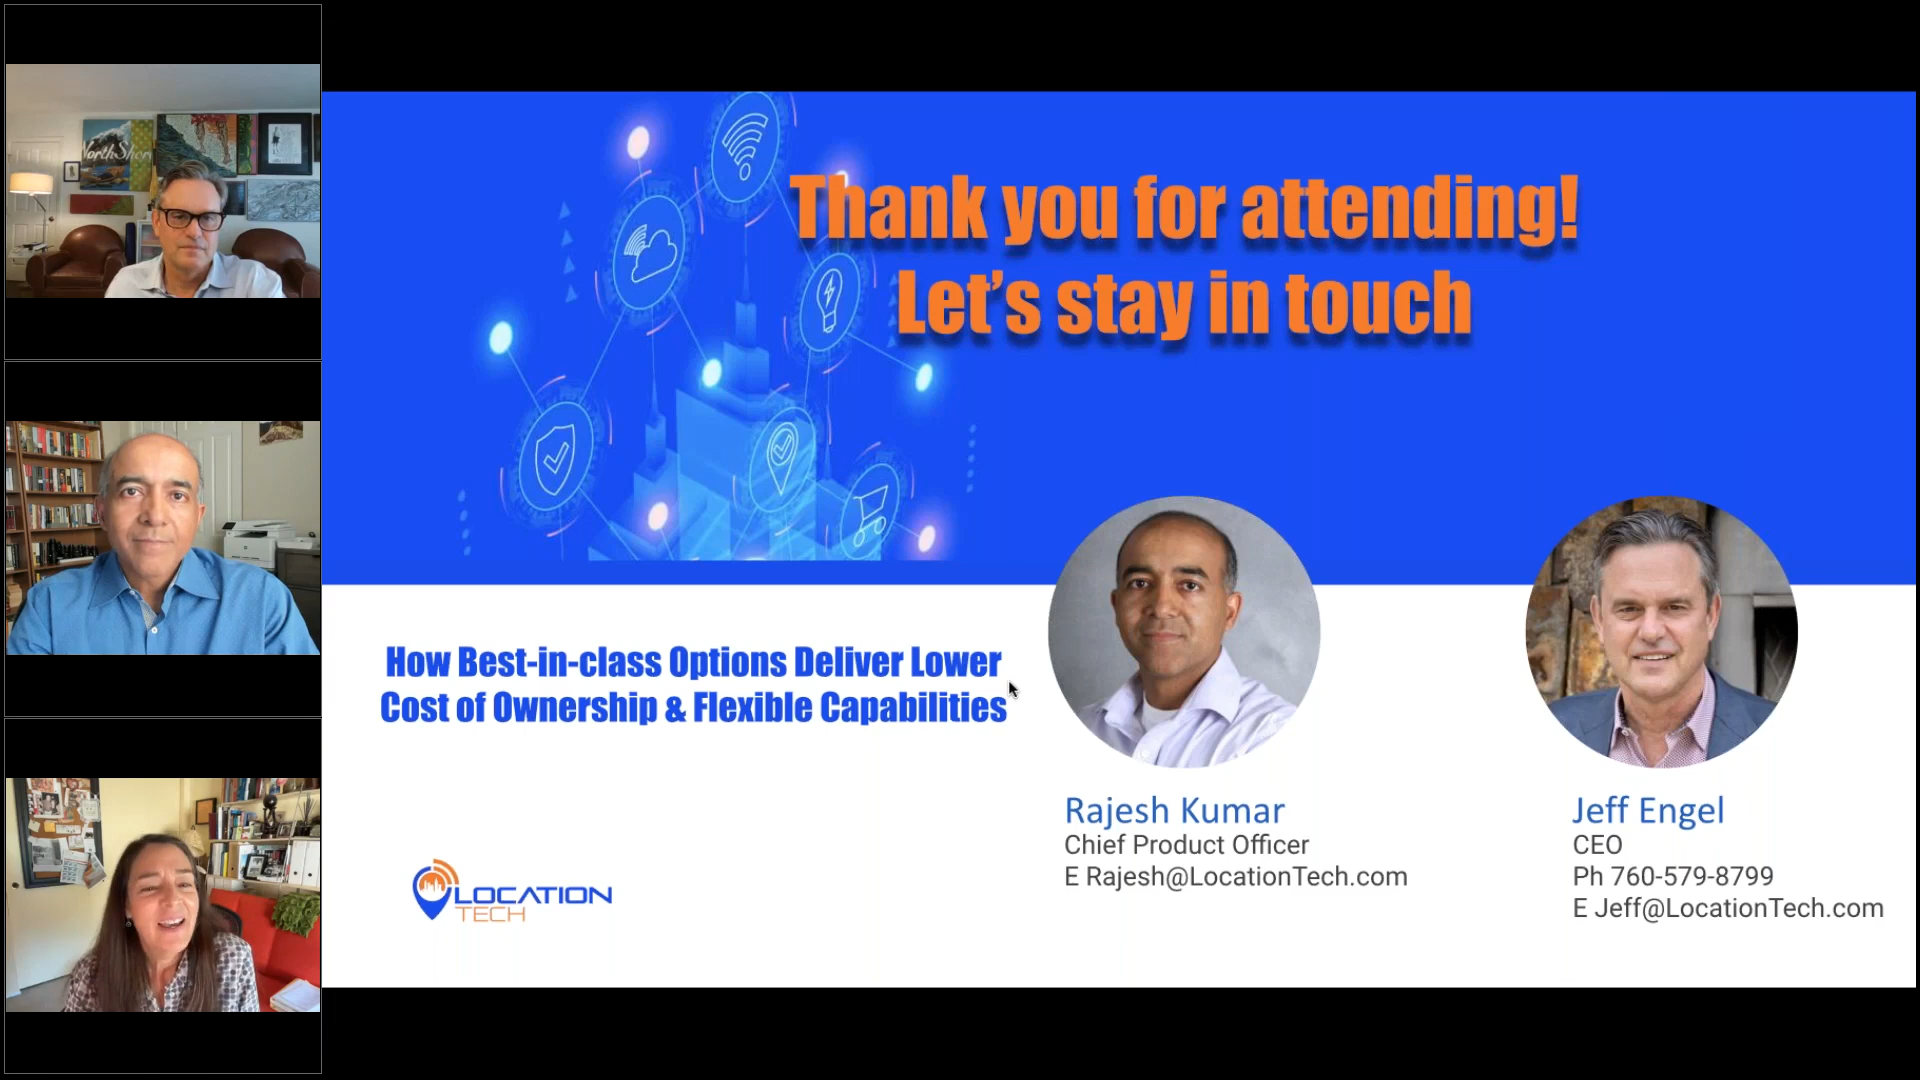 NorthShor
Thank you for attending!
Let's stay in touch
How Best-in-class Options Deliver Lower
Cost of Ownership & Flexible Capabilities
LOCATION
TECH
Rajesh Kumar
Chief Product Officer
E Rajesh@LocationTech.com
Jeff Engel
CEO
Ph 760-579-8799
E Jeff@LocationTech.com